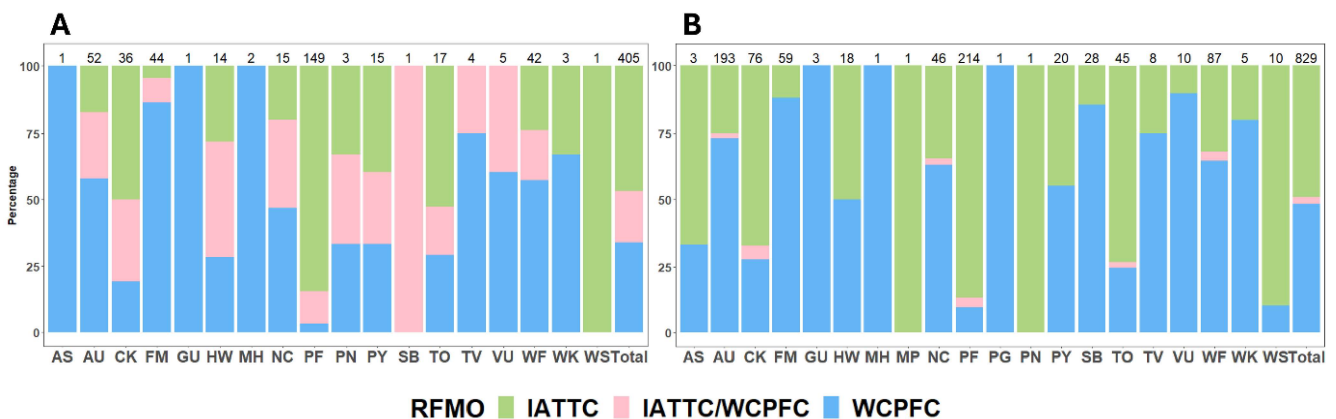 A
B
1 52 36 44 1 14 2 15 149 3 15 1 17 4 5 42 3 1 405
3 193 76 59 3 18 1 1 46 214 1 1 20 28 45 8 10 87 5 10 829
100
75
50
25
0
Percentage
100
75
50
25
0
AS AU CK FM GU HW MH NC PF PN PY SB TO TV VU WF WK WS Total
AS AU CK FM GU HW MH MP NC PF PG PN PY SB TO TV VU WF WK WS Total
RFMO IATTC IATTC/WCPFC WCPFC